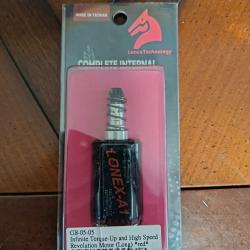 MADE IN TAIWAN
LonexTechnology
COMPLETE INTERNAL
LONEX-A1
GB-05-05
Infinite Torque-Up and High Speed
Revolution Motor (Long) *red*